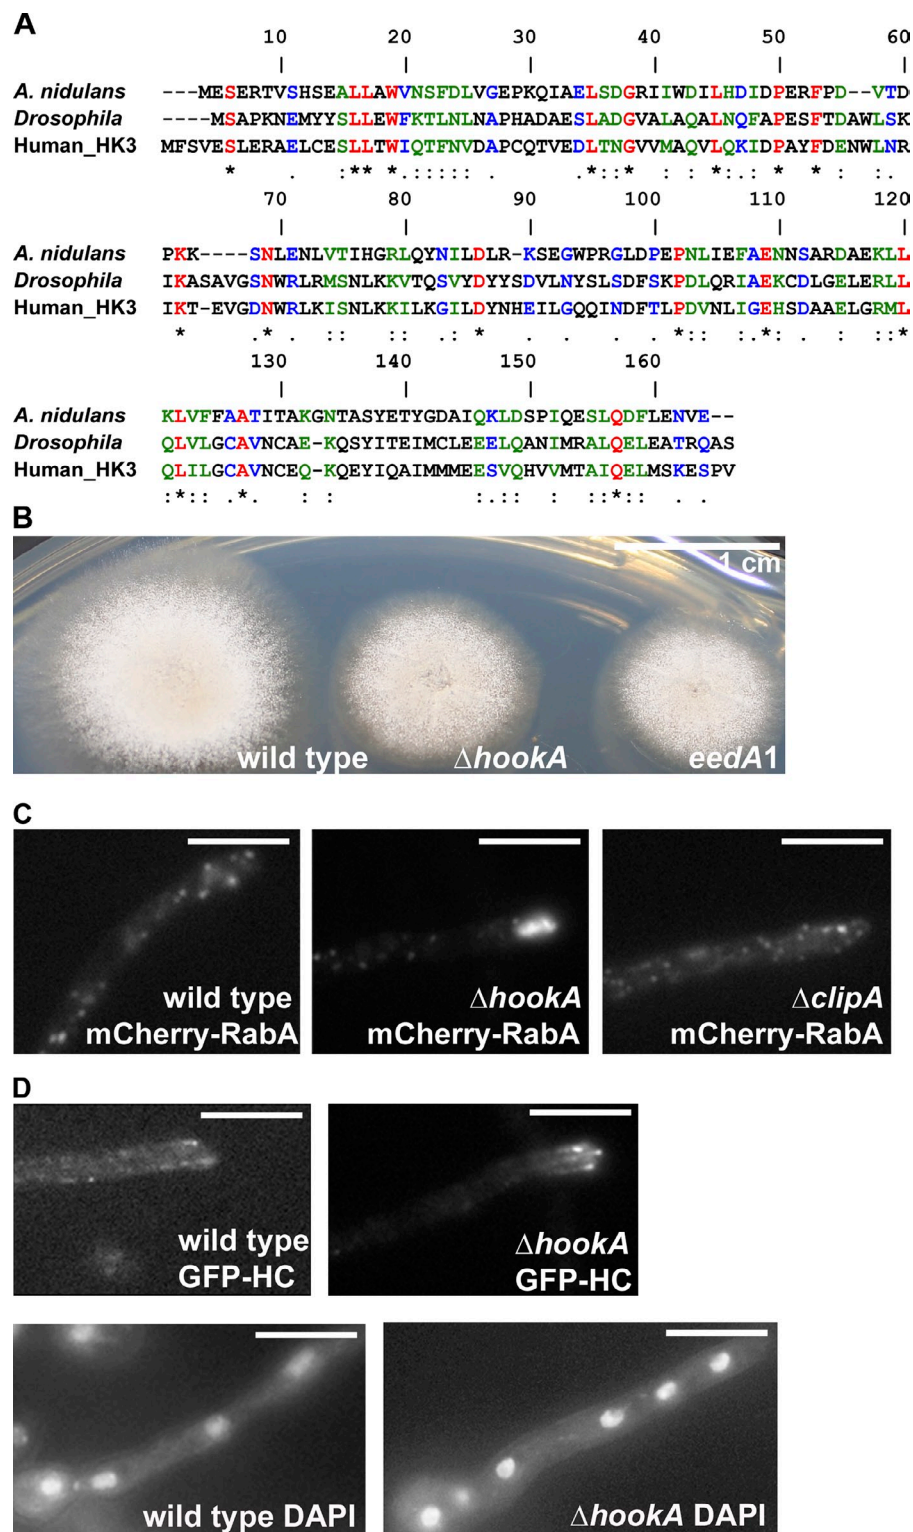 A
10 20 30 40 50 60
A. nidulans ---MESERTVSHSEALLAWVNSFDLVGEPKQIAELSDGRIIWDILHDIDPERFPD--VTD
Drosophila ----MSAPKNEMYYSLLEWFKTLNLNAPHADAESLADGVALAQALNQFAPESFTDAWLSK
Human_HK3 MFSVESLERAELCESLLTWIQTFNVDAPCQTVEDLTNGVVMAQVLQKIDPAYFDENWLNR
* . : ** * :::: . *: * : *: : * * : :
70 80 90 100 110 120
A. nidulans PKK----SNLENLVTIHGRLQYNILDLR-KSEGWPRGLDPEPNLIEFAENNSARDAEKLL
Drosophila IKASAVGSNWRLRMSNLKKVTQSVYDYYSDVLNYSLSDFSKPDLQRIAEKCDLGELERLL
Human_HK3 IKT-EVGDNWRLKISNLKKILKGILDYNHEILGQQINDFTLPDVNLIGEHSDAAELGRML
* .* . :: :: .: * . . . . *:: :.* . : ::*
130 140 150 160
A. nidulans KLVFFAATITAKGNTASYETYGDAIQKLDSPIQESLQDFLENVE--
Drosophila QLVLGCAVNCAE-KQSYITEIMCLEEELQANIMRALQELEATRQAS
Human_HK3 QLILGCAVNCEQ-KQEYIQAIMMMEESVQHVVMTAIQELMSKESPV
:*:: .*. : : :.:: : ::*:: . .
B
1 cm
wild type ΔhookA eedA1
C
wild type mCherry-RabA
ΔhookA mCherry-RabA
ΔclipA mCherry-RabA
D
wild type GFP-HC
ΔhookA GFP-HC
wild type DAPI
ΔhookA DAPI